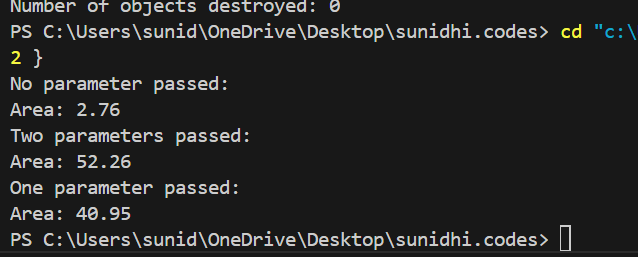 Number of objects destroyed: 0
PS C:\Users\sunid\OneDrive\Desktop\sunidhi.codes> cd "c:\
2 }
No parameter passed:
Area: 2.76
Two parameters passed:
Area: 52.26
One parameter passed:
Area: 40.95
PS C:\Users\sunid\OneDrive\Desktop\sunidhi.codes>